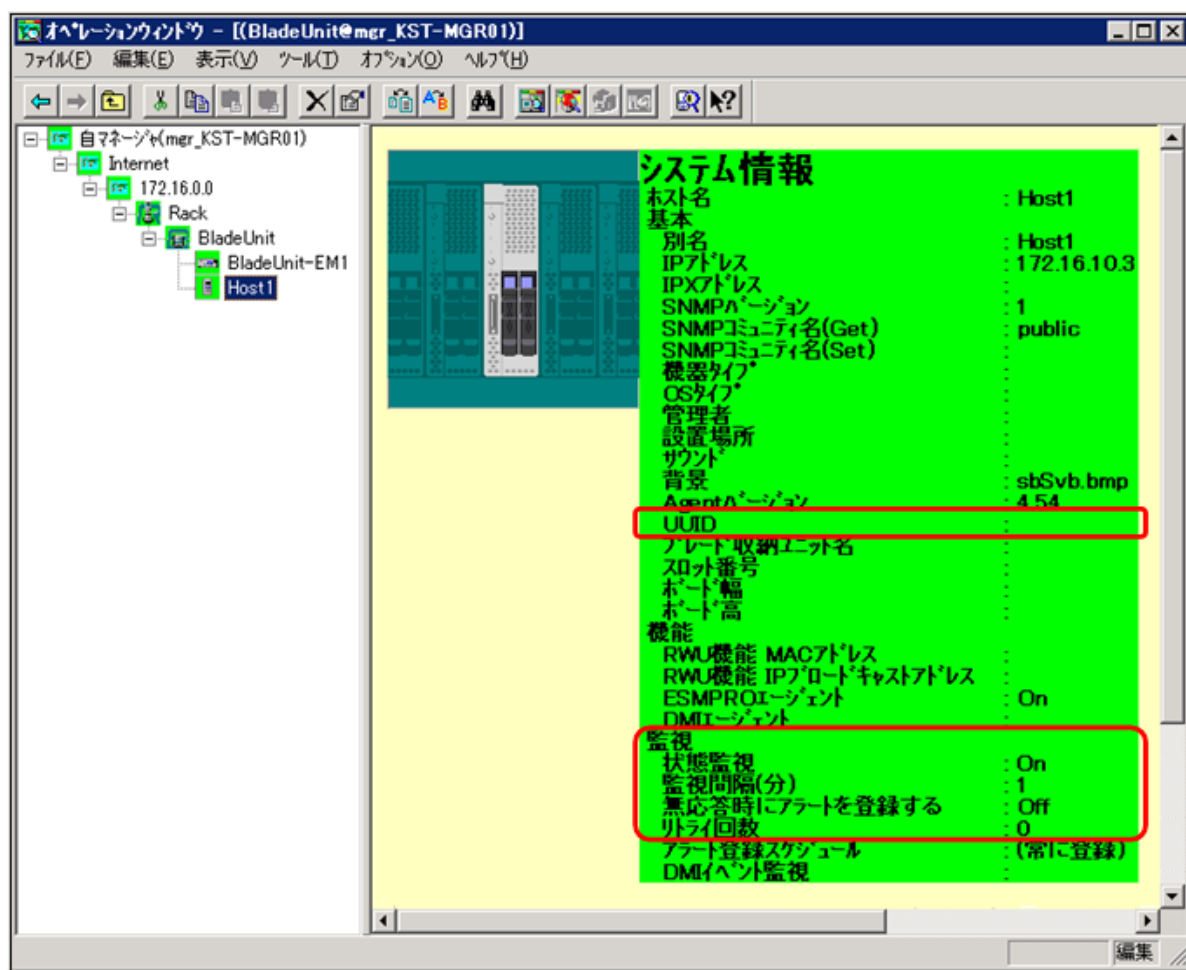 オペレーションウィンドウ - [(BladeUnit@mgr_KST-MGR01)]
ファイル(F) 編集(E) 表示(V) ツール(T) オプション(O) ヘルプ(H)
自マネージャ(mgr_KST-MGR01)
Internet
172.16.0.0
Rack
BladeUnit
BladeUnit-EM1
Host1
システム情報
ホスト名 : Host1
基本
別名 : Host1
IPアドレス : 172.16.10.3
IPXアドレス :
SNMPバージョン : 1
SNMPコミュニティ名(Get) : public
SNMPコミュニティ名(Set) :
機器タイプ :
OSタイプ :
管理者 :
設置場所 :
サウンド :
背景 : sbSvb.bmp
Agentバージョン : 4.54
UUID :
ブレード収納ユニット名 :
スロット番号 :
ボード幅 :
ボード高 :
機能
RWU機能 MACアドレス :
RWU機能 IPブロードキャストアドレス :
ESMPROエージェント : On
DMIエージェント :
監視
状態監視 : On
監視間隔(分) : 1
無応答時にアラートを登録する : Off
リトライ回数 : 0
アラート登録スケジュール : (常に登録)
DMIイベント監視 :
編集